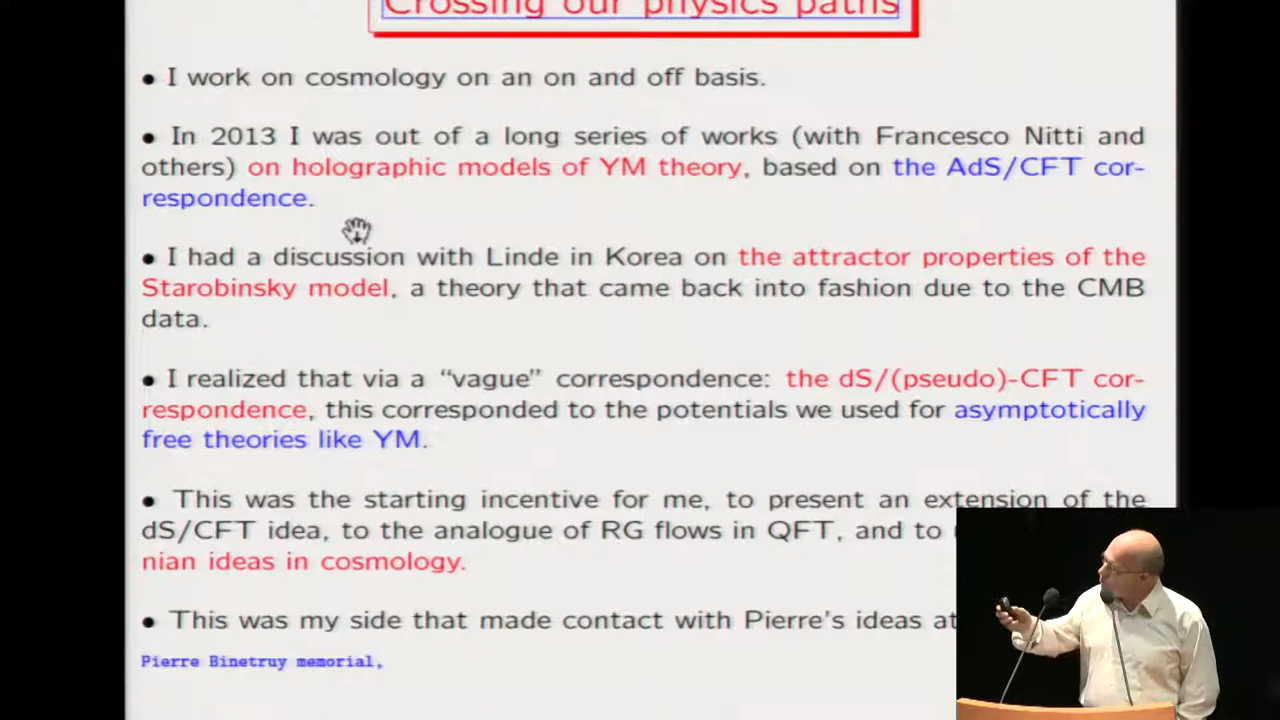 Crossing our physics paths
• I work on cosmology on an on and off basis.
• In 2013 I was out of a long series of works (with Francesco Nitti and
others) on holographic models of YM theory, based on the AdS/CFT cor-
respondence.
• I had a discussion with Linde in Korea on the attractor properties of the
Starobinsky model, a theory that came back into fashion due to the CMB
data.
• I realized that via a “vague” correspondence: the dS/(pseudo)-CFT cor-
respondence, this corresponded to the potentials we used for asymptotically
free theories like YM.
• This was the starting incentive for me, to present an extension of the
dS/CFT idea, to the analogue of RG flows in QFT, and to
nian ideas in cosmology.
• This was my side that made contact with Pierre's ideas at
Pierre Binetruy memorial,